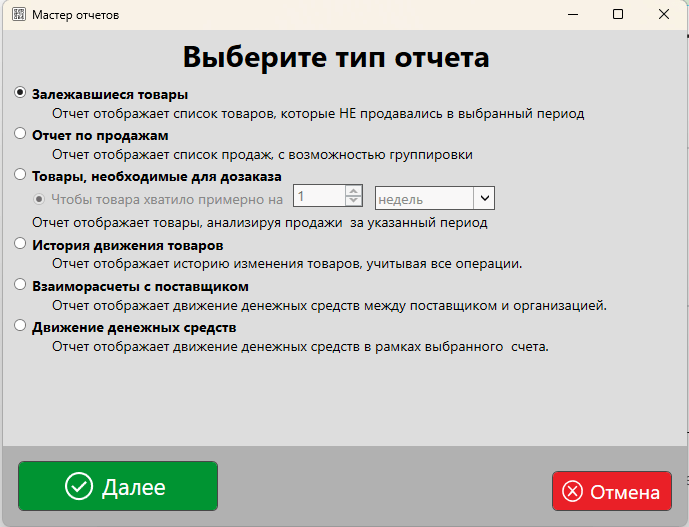 Мастер отчетов
Выберите тип отчета
Залежавшиеся товары
Отчет отображает список товаров, которые НЕ продавались в выбранный период
Отчет по продажам
Отчет отображает список продаж, с возможностью группировки
Товары, необходимые для дозаказа
Чтобы товара хватило примерно на 1 недель
Отчет отображает товары, анализируя продажи  за указанный период
История движения товаров
Отчет отображает историю изменения товаров, учитывая все операции.
Взаиморасчеты с поставщиком
Отчет отображает движение денежных средств между поставщиком и организацией.
Движение денежных средств
Отчет отображает движение денежных средств в рамках выбранного  счета.
Далее
Отмена